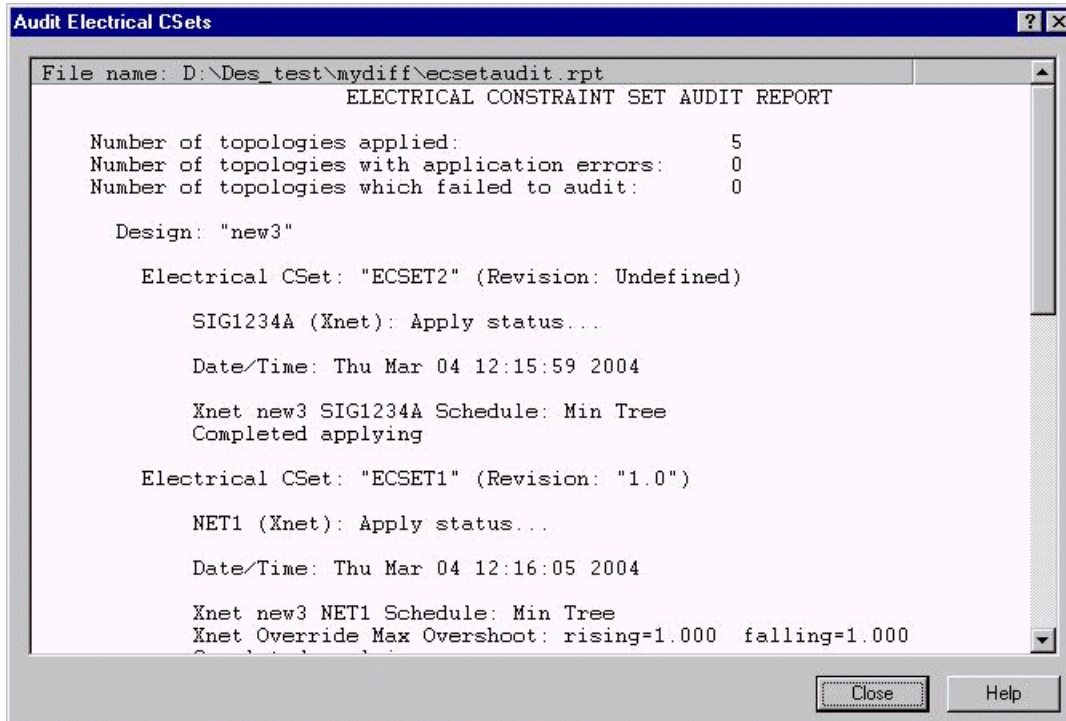 Audit Electrical CSets
File name: D:\Des_test\mydiff\ecsetaudit.rpt
ELECTRICAL CONSTRAINT SET AUDIT REPORT
Number of topologies applied: 5
Number of topologies with application errors: 0
Number of topologies which failed to audit: 0
Design: "new3"
Electrical CSet: "ECSET2" (Revision: Undefined)
SIG1234A (Xnet): Apply status...
Date/Time: Thu Mar 04 12:15:59 2004
Xnet new3 SIG1234A Schedule: Min Tree
Completed applying
Electrical CSet: "ECSET1" (Revision: "1.0")
NET1 (Xnet): Apply status...
Date/Time: Thu Mar 04 12:16:05 2004
Xnet new3 NET1 Schedule: Min Tree
Xnet Override Max Overshoot: rising=1.000 falling=1.000
Close Help